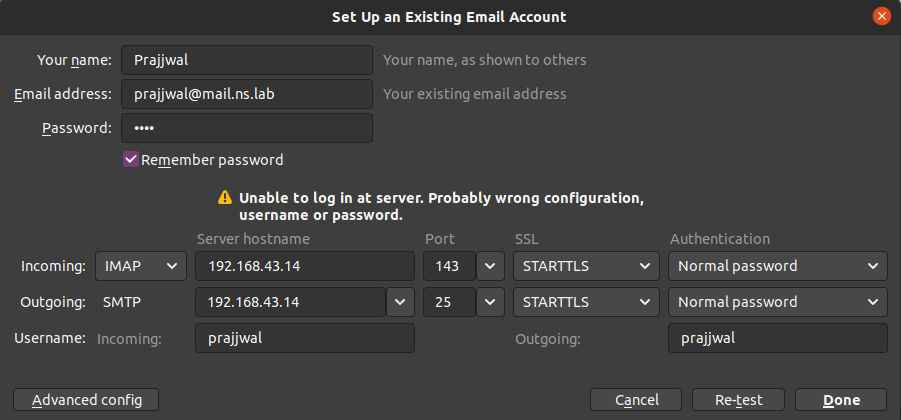 Set Up an Existing Email Account
Your name: Prajjwal Your name, as shown to others
Email address: prajjwal@mail.ns.lab Your existing email address
Password: ••••
Remember password
Unable to log in at server. Probably wrong configuration,
username or password.
Server hostname Port SSL Authentication
Incoming: IMAP 192.168.43.14 143 STARTTLS Normal password
Outgoing: SMTP 192.168.43.14 25 STARTTLS Normal password
Username: Incoming: prajjwal Outgoing: prajjwal
Advanced config Cancel Re-test Done